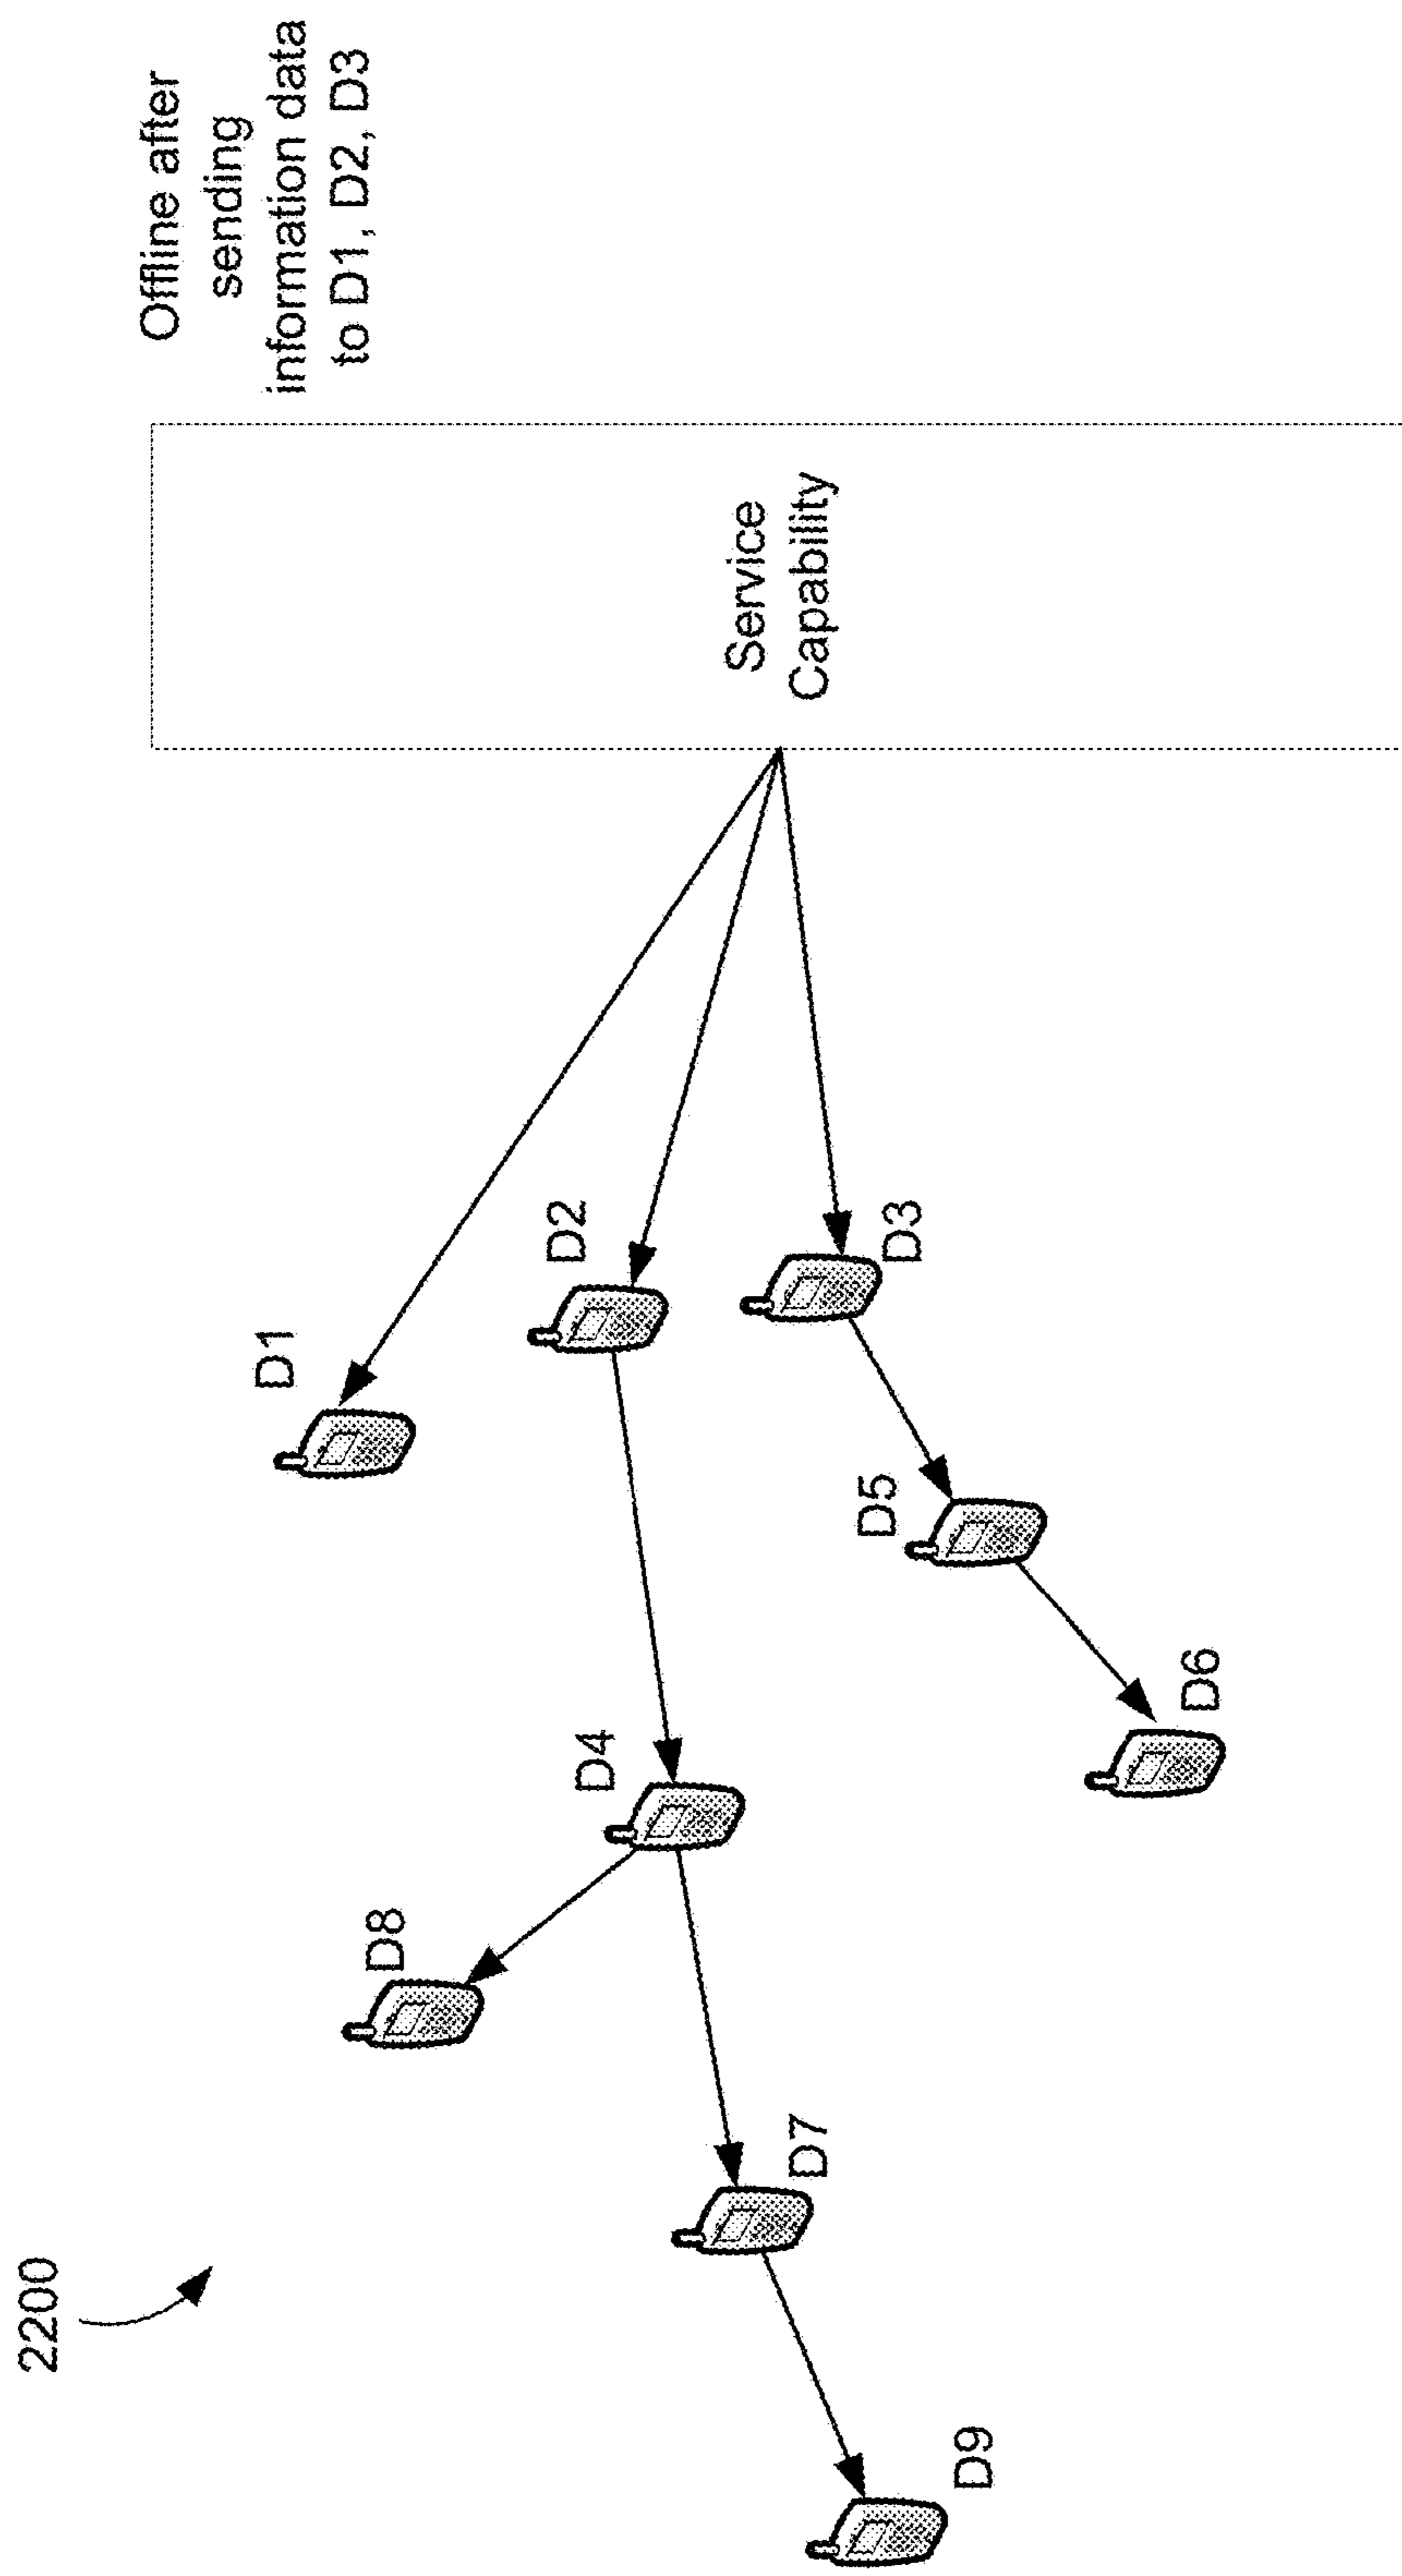 2200
Offline after
sending
information data
to D1, D2, D3
Service
Capability
D1
D2
D3
D4
D5
D6
D8
D7
D9